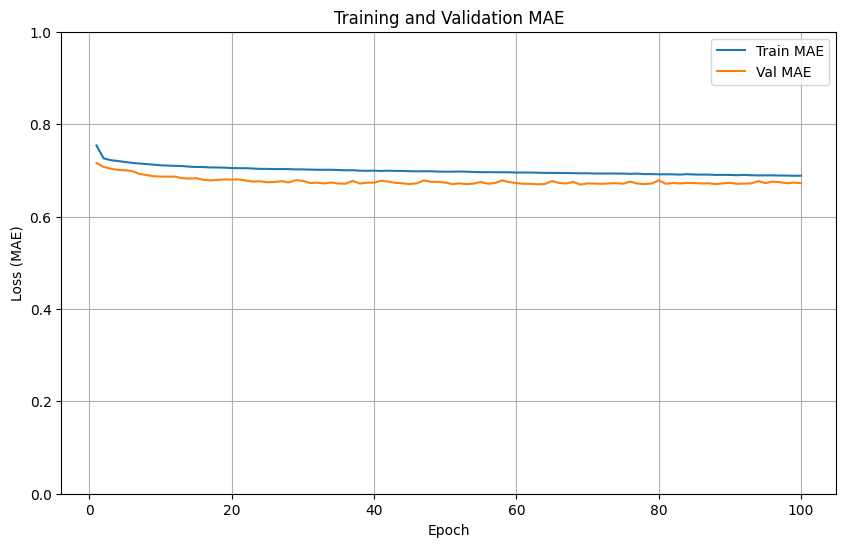 Training and Validation MAE
Train MAE
Val MAE
Loss (MAE)
1.0
0.8
0.6
0.4
0.2
0.0
0 20 40 60 80 100
Epoch